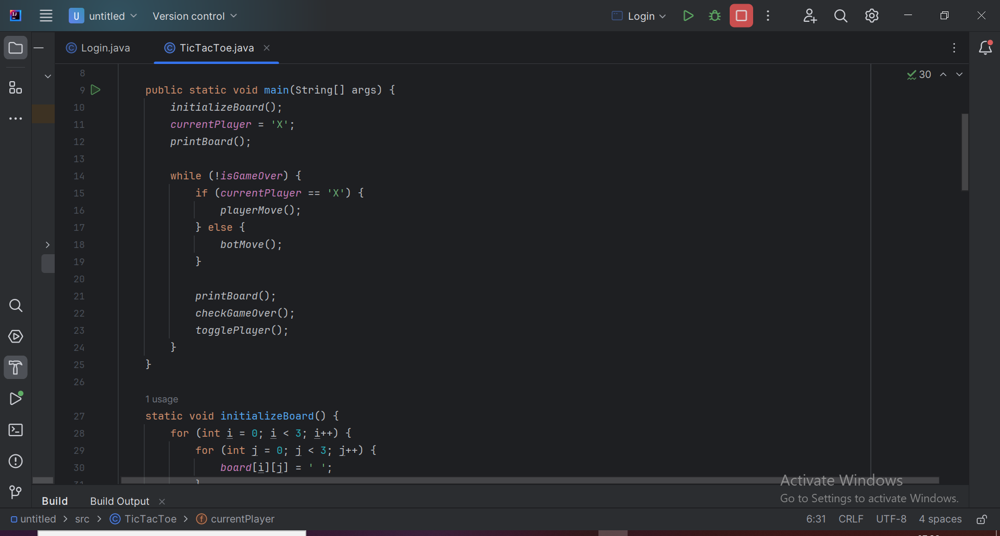 U untitled Version control Login
Login.java TicTacToe.java
30
8
9 public static void main(String[] args) {
10 initializeBoard();
11 currentPlayer = 'X';
12 printBoard();
13
14 while (!isGameOver) {
15 if (currentPlayer == 'X') {
16 playerMove();
17 } else {
18 botMove();
19 }
20
21 printBoard();
22 checkGameOver();
23 togglePlayer();
24 }
25 }
26
1 usage
27 static void initializeBoard() {
28 for (int i = 0; i < 3; i++) {
29 for (int j = 0; j < 3; j++) {
30 board[i][j] = ' ';
31 }
Activate Windows
Go to Settings to activate Windows.
Build Build Output
untitled > src > TicTacToe > currentPlayer 6:31 CRLF UTF-8 4 spaces